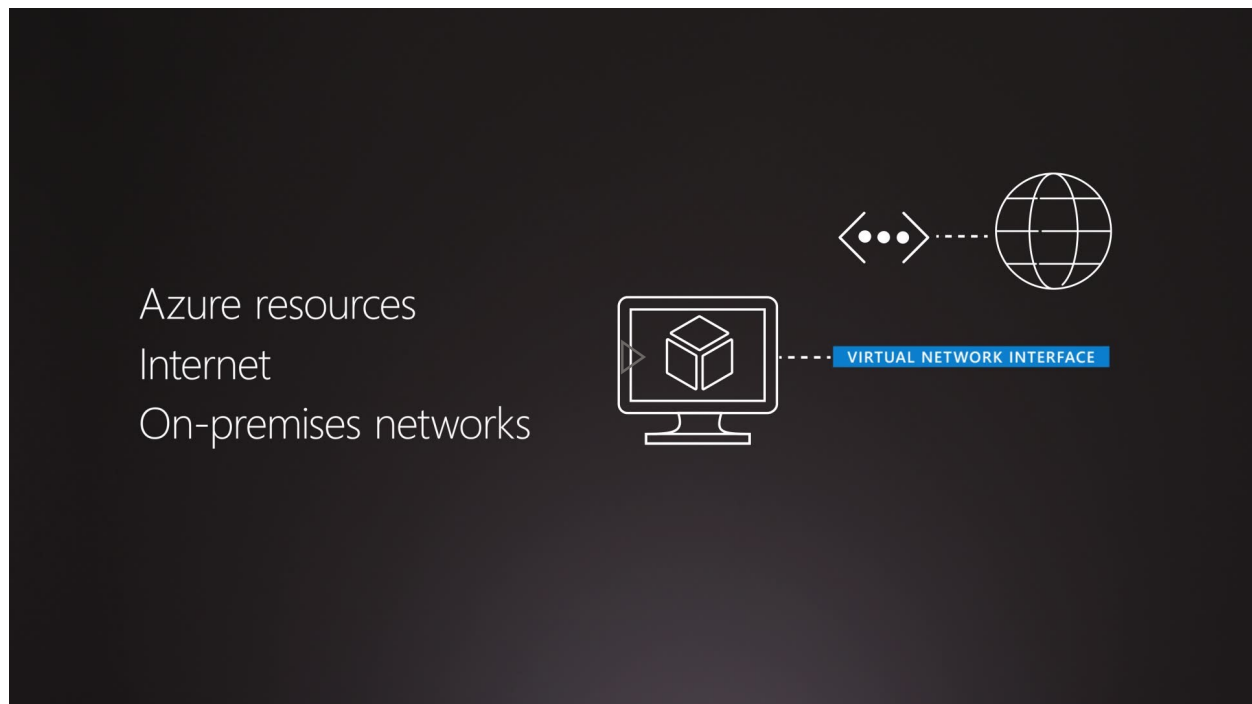 Azure resources
Internet
On-premises networks
VIRTUAL NETWORK INTERFACE